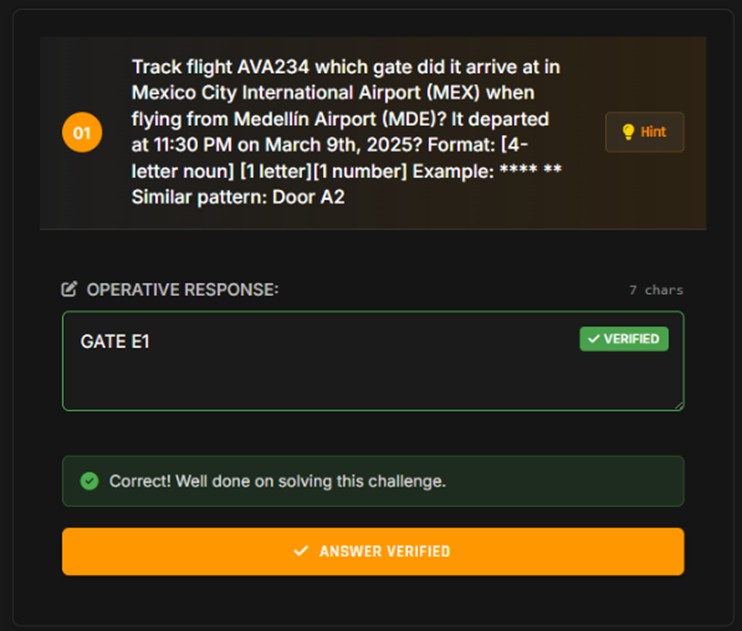 01
Track flight AVA234 which gate did it arrive at in
Mexico City International Airport (MEX) when
flying from Medellín Airport (MDE)? It departed
at 11:30 PM on March 9th, 2025? Format: [4-
letter noun] [1 letter][1 number] Example: **** **
Similar pattern: Door A2
Hint
OPERATIVE RESPONSE:
7 chars
GATE E1
VERIFIED
Correct! Well done on solving this challenge.
ANSWER VERIFIED